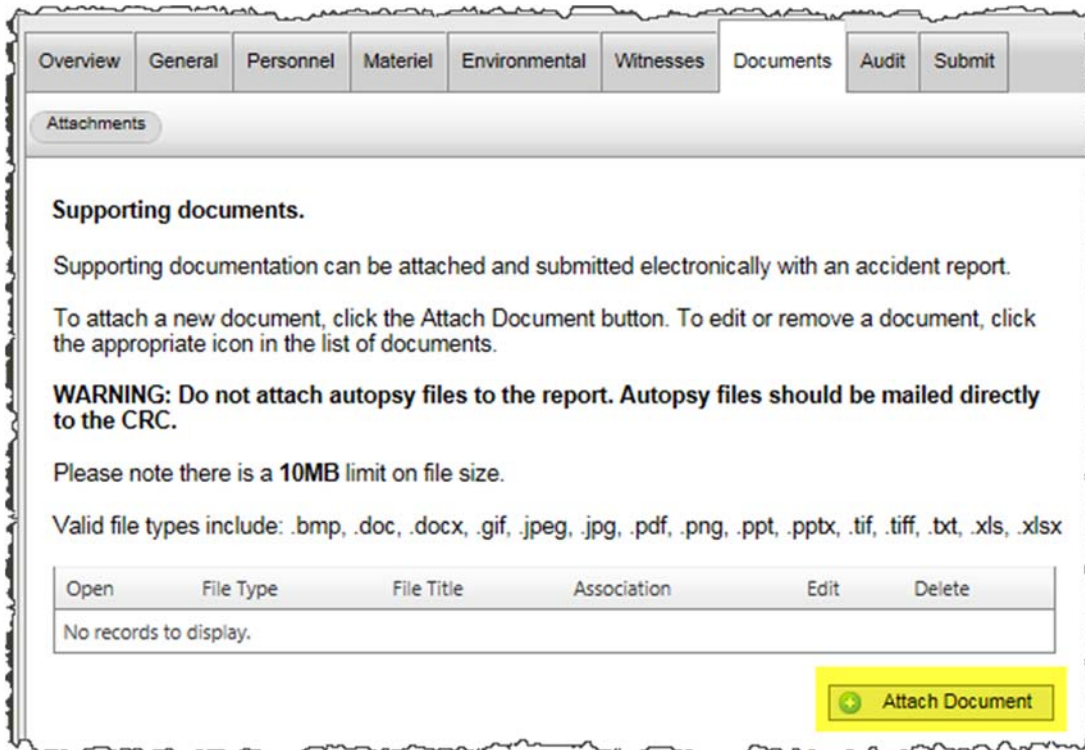 Overview General Personnel Materiel Environmental Witnesses Documents Audit Submit
Attachments
Supporting documents.
Supporting documentation can be attached and submitted electronically with an accident report.
To attach a new document, click the Attach Document button. To edit or remove a document, click
the appropriate icon in the list of documents.
WARNING: Do not attach autopsy files to the report. Autopsy files should be mailed directly
to the CRC.
Please note there is a 10MB limit on file size.
Valid file types include: .bmp, .doc, .docx, .gif, .jpeg, .jpg, .pdf, .png, .ppt, .pptx, .tif, .tiff, .txt, .xls, .xlsx
Open File Type File Title Association Edit Delete
No records to display.
Attach Document